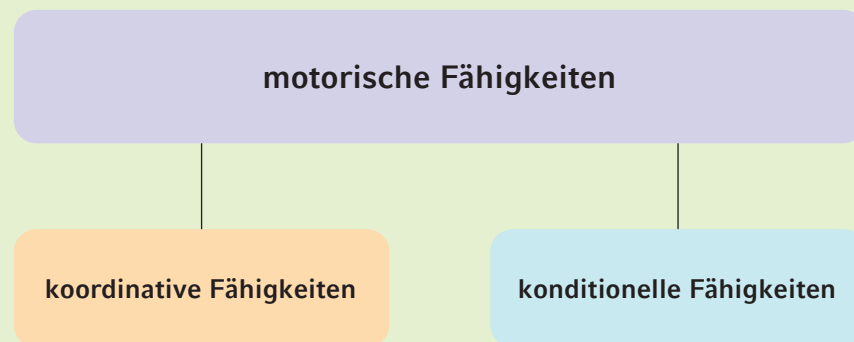 motorische Fähigkeiten
koordinative Fähigkeiten
konditionelle Fähigkeiten